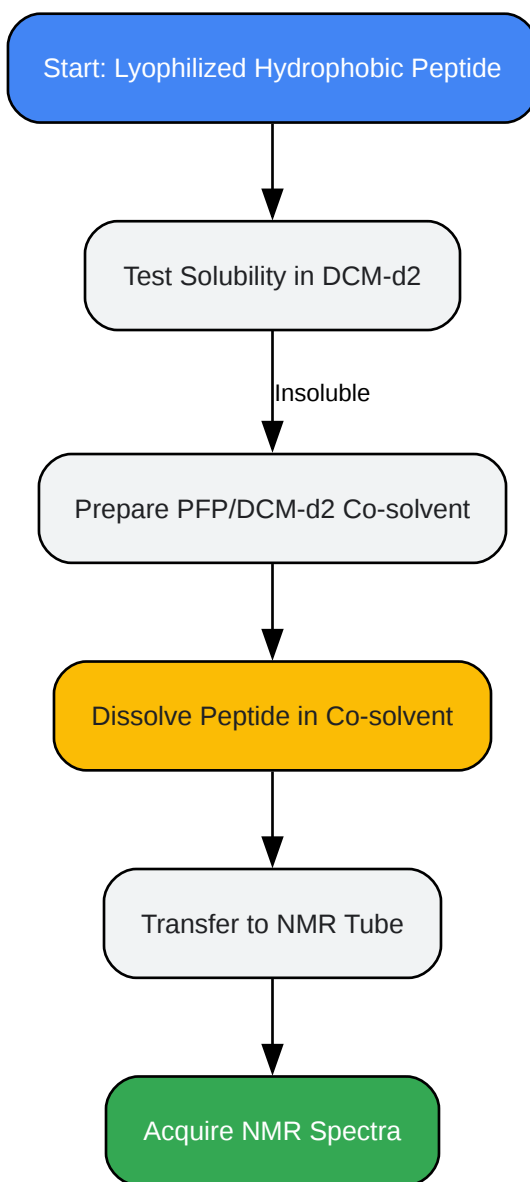 Start: Lyophilized Hydrophobic Peptide
Test Solubility in DCM-d2
Insoluble
Prepare PFP/DCM-d2 Co-solvent
Dissolve Peptide in Co-solvent
Transfer to NMR Tube
Acquire NMR Spectra